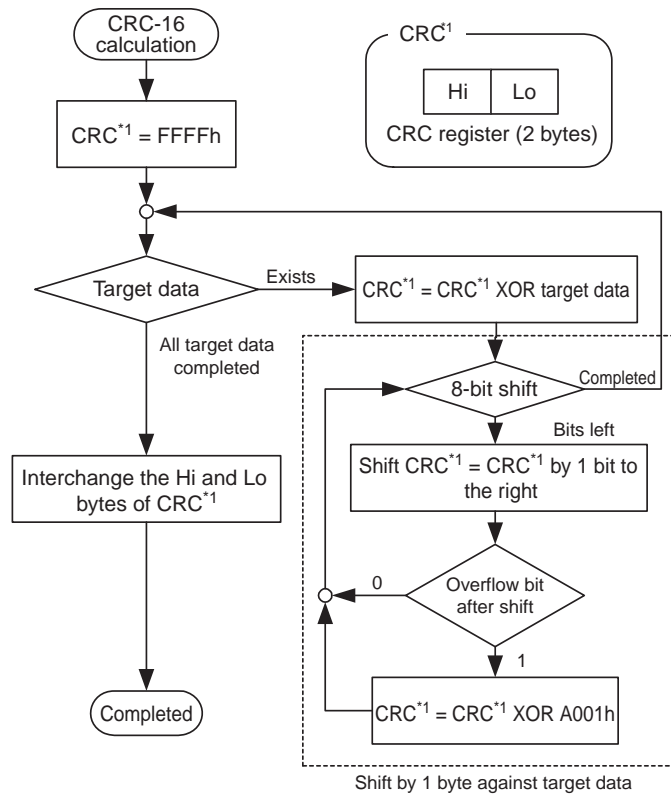 CRC-16
calculation
CRC*1
Hi
Lo
CRC register (2 bytes)
CRC*1 = FFFFh
Target data
Exists
CRC*1 = CRC*1 XOR target data
All target data
completed
8-bit shift
Completed
Bits left
Interchange the Hi and Lo
bytes of CRC*1
Shift CRC*1 = CRC*1 by 1 bit to
the right
0
Overflow bit
after shift
1
Completed
CRC*1 = CRC*1 XOR A001h
Shift by 1 byte against target data